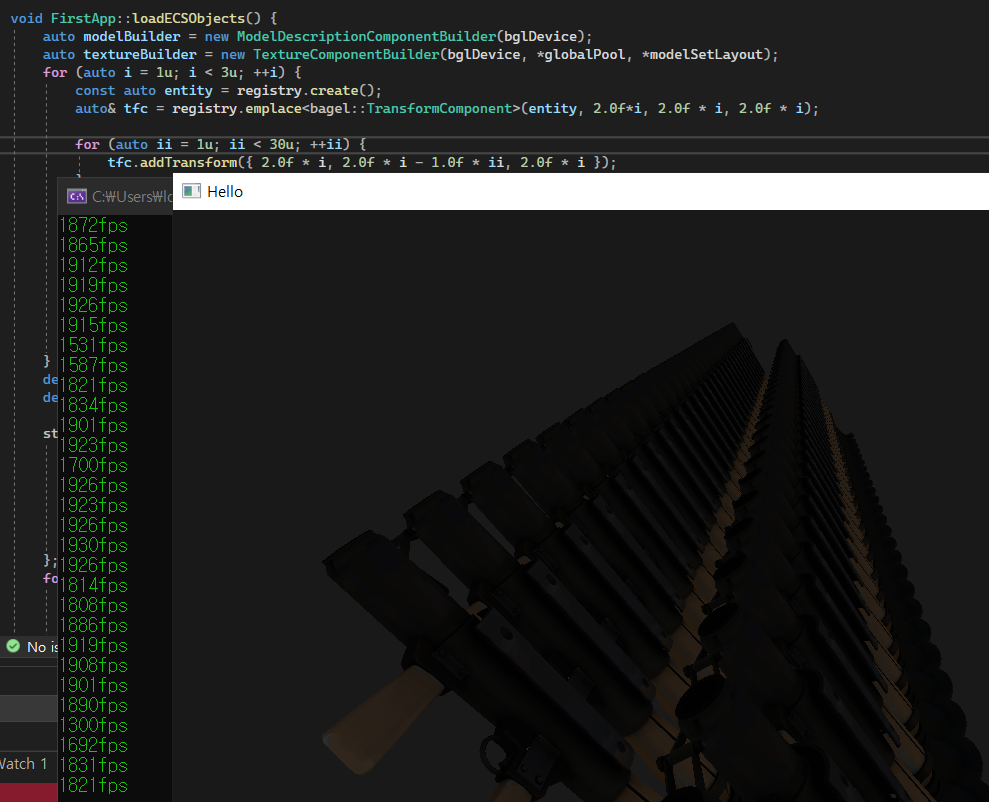 void FirstApp::loadECSObjects() {
auto modelBuilder = new ModelDescriptionComponentBuilder(bglDevice);
auto textureBuilder = new TextureComponentBuilder(bglDevice, *globalPool, *modelSetLayout);
for (auto i = 1u; i < 3u; ++i) {
const auto entity = registry.create();
auto& tfc = registry.emplace<bagel::TransformComponent>(entity, 2.0f*i, 2.0f * i, 2.0f * i);
for (auto ii = 1u; ii < 30u; ++ii) {
tfc.addTransform({ 2.0f * i, 2.0f * i - 1.0f * ii, 2.0f * i });
C:\ C:₩Users₩lo
Hello
1872fps
1865fps
1912fps
1919fps
1926fps
1915fps
1531fps
}
1587fps
de
1821fps
de
1834fps
1901fps
st
1923fps
1700fps
1926fps
1923fps
1926fps
1930fps
};
1926fps
fo
1814fps
1808fps
1886fps
No is
1919fps
1908fps
1901fps
1890fps
1300fps
1692fps
Watch 1
1831fps
1821fps